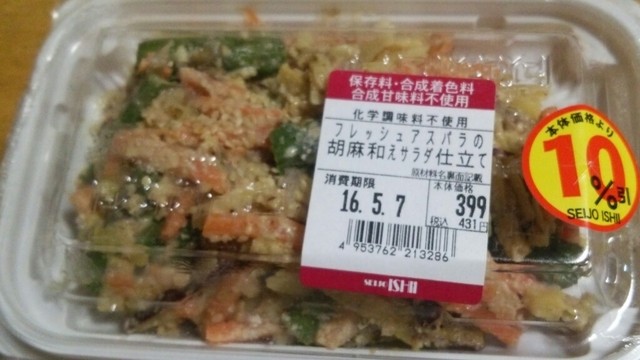 保存料・合成着色料
合成甘味料不使用
化学調味料不使用
フレッシュアスパラの
胡麻和えサラダ仕立て
原材料名裏面記載
消費期限
本体価格
16.5.7
399
税込 431円
4 953762 213286
SEIJO ISHII
本体価格より
10%引
SEIJO ISHII